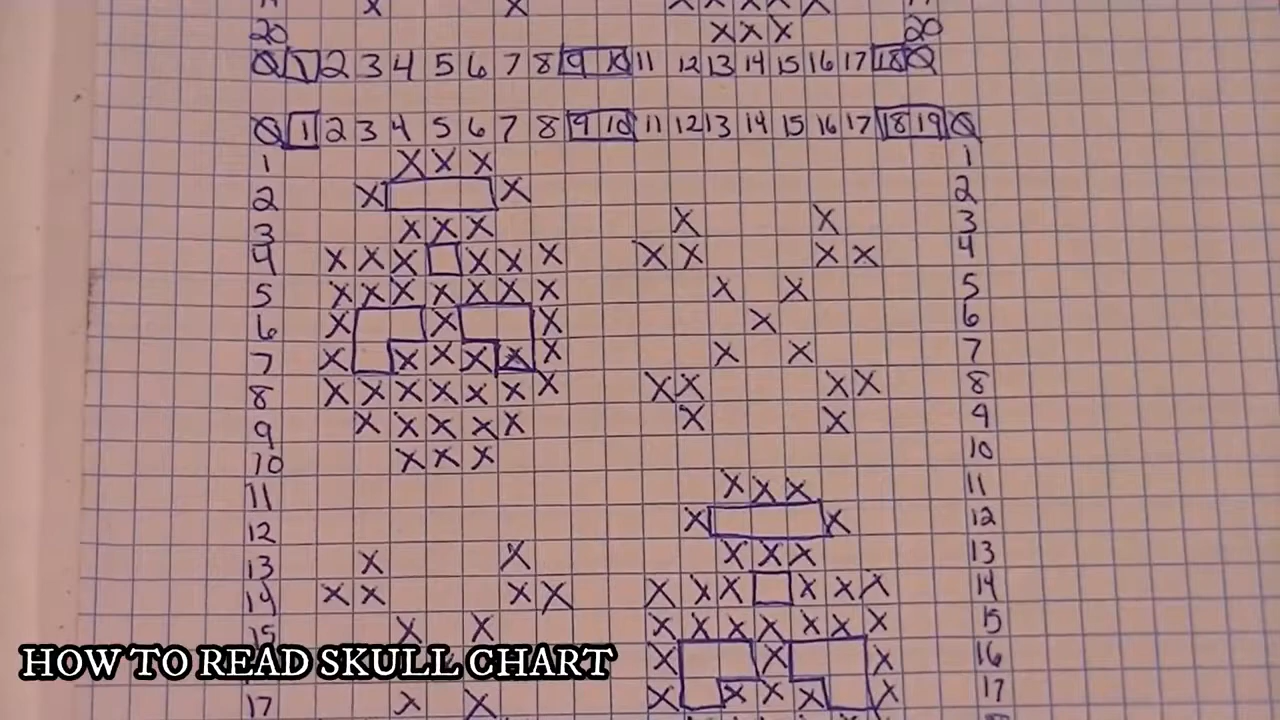 20 X X X 20
Q 1 2 3 4 5 6 7 8 9 10 11 12 13 14 15 16 17 18 Q
Q 1 2 3 4 5 6 7 8 9 10 11 12 13 14 15 16 17 18 19 Q
1 X X X 1
2 X X 2
3 X X X X X 3
4 X X X X X X X X X X 4
5 X X X X X X X X X 5
6 X X X X 6
7 X X X X X X X X 7
8 X X X X X X X X X X X 8
9 X X X X X X X 9
10 X X X 10
11 X X X 11
12 X X 12
13 X X X X X 13
14 X X X X X X X X X X 14
15 X X X X X X X X X 15
X X X 16
17 X X X X X X X 17
HOW TO READ SKULL CHART